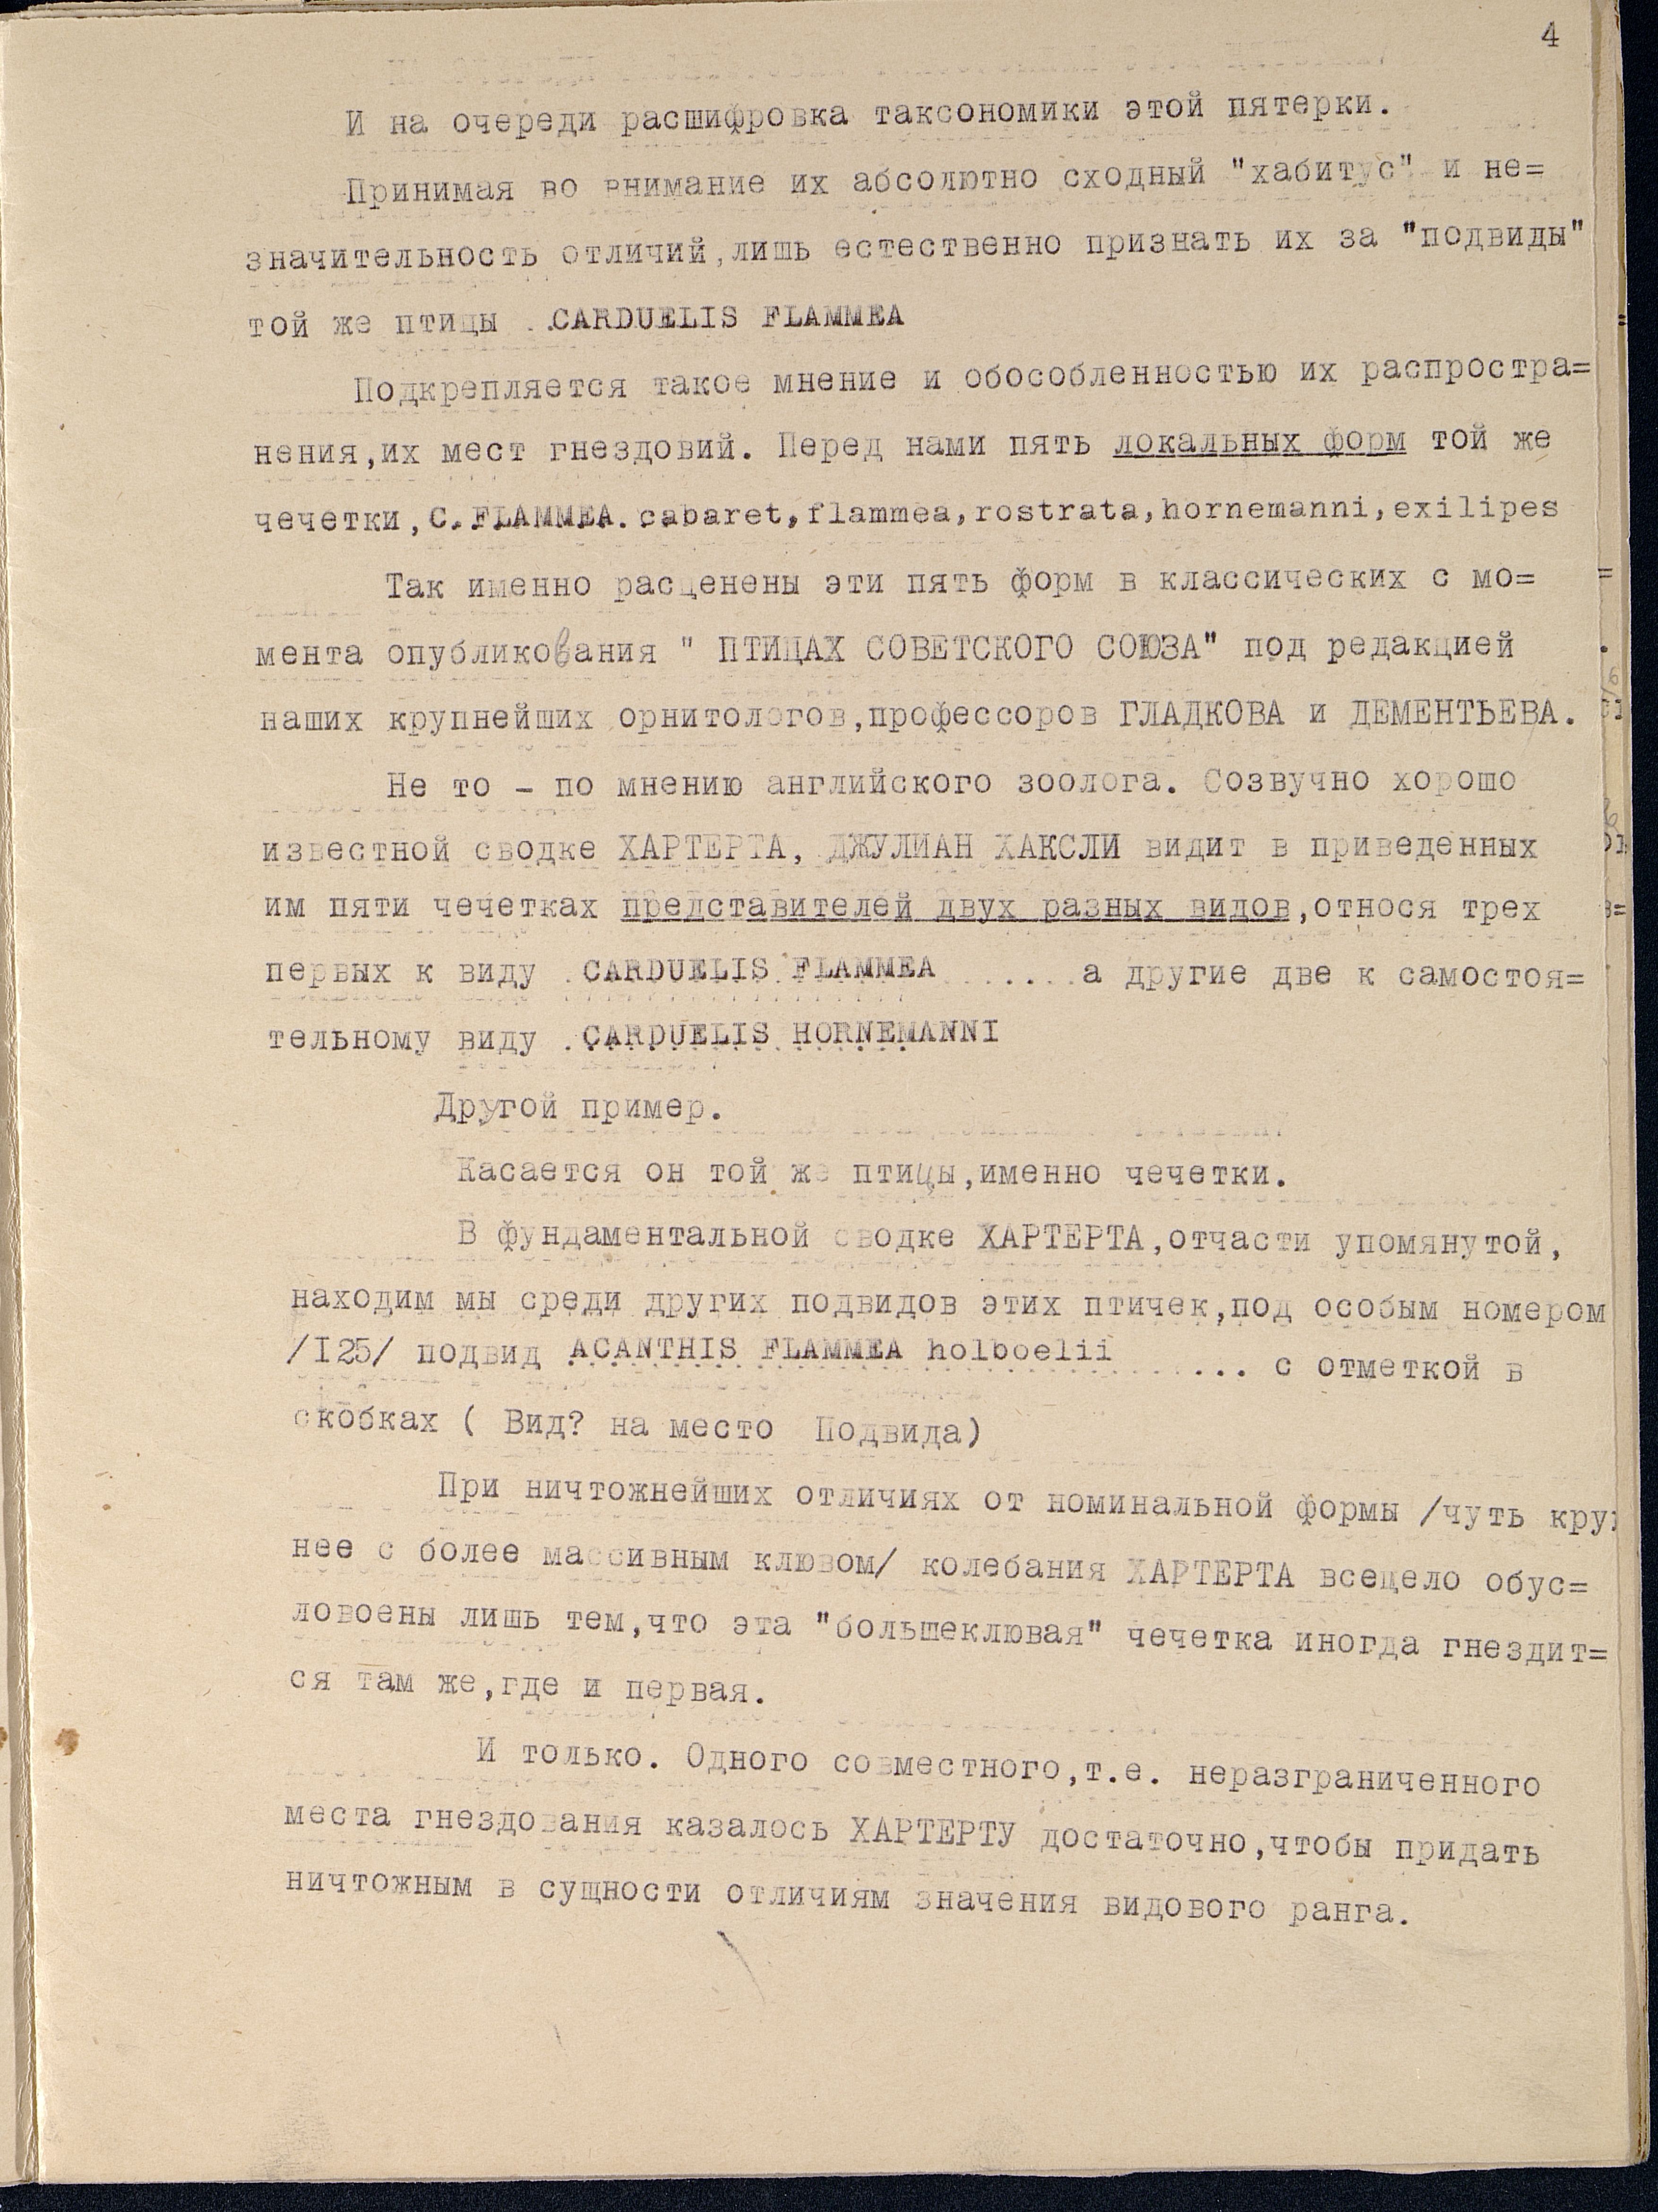 4
И на очереди расшифровка таксономики этой пятерки.
Принимая во внимание их абсолютно сходный "хабитус" и не=
значительность отличий,лишь естественно признать их за "подвиды"
той же птицы ..CARDUELIS FLAMMEA
Подкрепляется такое мнение и обособленностью их распростра=
нения,их мест гнездовий. Перед нами пять локальных форм той же
чечетки,C.FLAMMEA.cabaret,flammea,rostrata,hornemanni,exilipes
Так именно расценены эти пять форм в классических с мо=
мента опубликования " ПТИЦАХ СОВЕТСКОГО СОЮЗА" под редакцией
наших крупнейших орнитологов,профессоров ГЛАДКОВА и ДЕМЕНТЬЕВА.
Не то - по мнению английского зоолога. Созвучно хорошо
известной сводке ХАРТЕРТА, ДЖУЛИАН ХАКСЛИ видит в приведенных
им пяти чечетках представителей двух разных видов,относя трех
первых к виду .CARDUELIS FLAMMEA ......а другие две к самостоя=
тельному виду .CARDUELIS HORNEMANNI
Другой пример.
Касается он той же птицы,именно чечетки.
В фундаментальной сводке ХАРТЕРТА,отчасти упомянутой,
находим мы среди других подвидов этих птичек,под особым номером
/I25/ подвид ACANTHIS FLAMMEA holboelii ... с отметкой в
скобках ( Вид? на место Подвида)
При ничтожнейших отличиях от номинальной формы /чуть круп
нее с более массивным клювом/ колебания ХАРТЕРТА всецело обус=
ловоены лишь тем,что эта "большеклювая" чечетка иногда гнездит=
ся там же,где и первая.
И только. Одного совместного,т.е. неразграниченного
места гнездования казалось ХАРТЕРТУ достаточно,чтобы придать
ничтожным в сущности отличиям значения видового ранга.